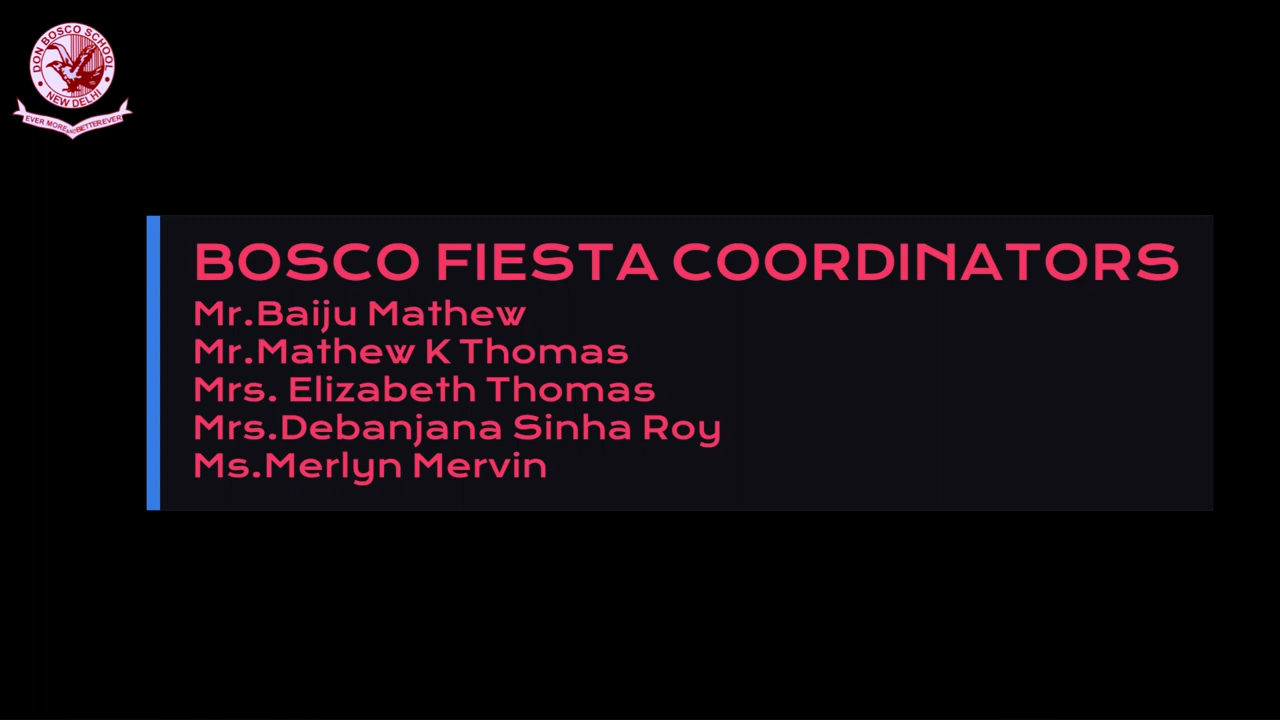 DON BOSCO SCHOOL
NEW DELHI
EVER MORE AND BETTER EVER
BOSCO FIESTA COORDINATORS
Mr.Baiju Mathew
Mr.Mathew K Thomas
Mrs. Elizabeth Thomas
Mrs.Debanjana Sinha Roy
Ms.Merlyn Mervin